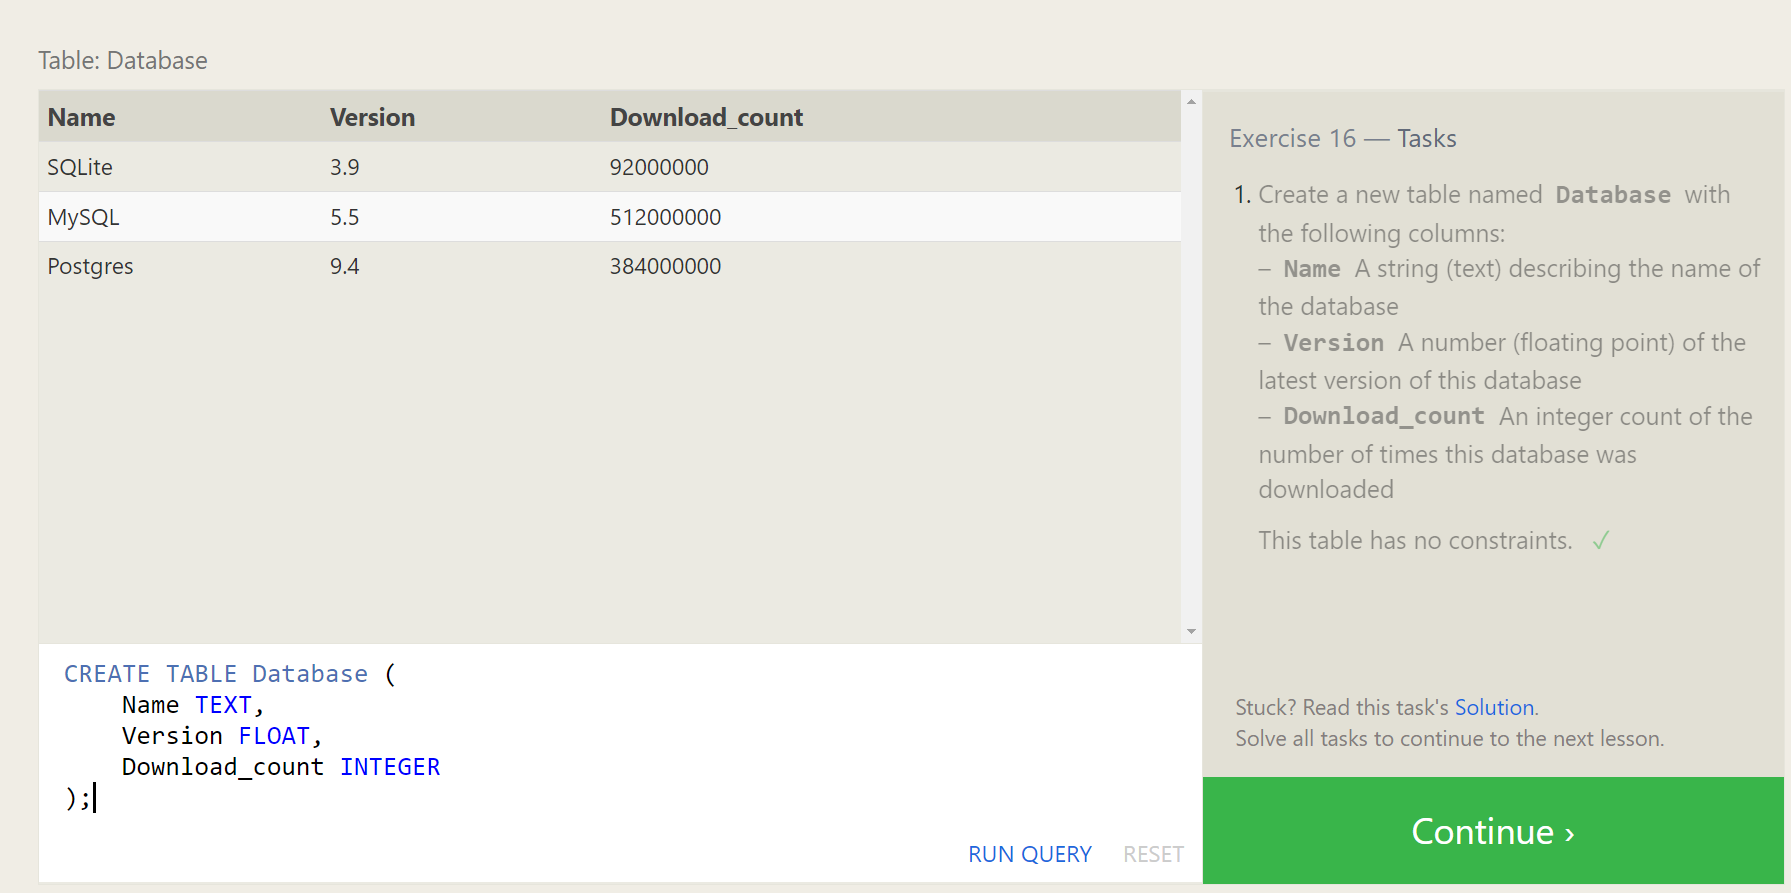 Table: Database
Name Version Download_count
SQLite 3.9 92000000
MySQL 5.5 512000000
Postgres 9.4 384000000
CREATE TABLE Database (
Name TEXT,
Version FLOAT,
Download_count INTEGER
);
RUN QUERY RESET
Exercise 16 — Tasks
1. Create a new table named Database with
the following columns:
– Name A string (text) describing the name of
the database
– Version A number (floating point) of the
latest version of this database
– Download_count An integer count of the
number of times this database was
downloaded
This table has no constraints. ✓
Stuck? Read this task's Solution.
Solve all tasks to continue to the next lesson.
Continue ›